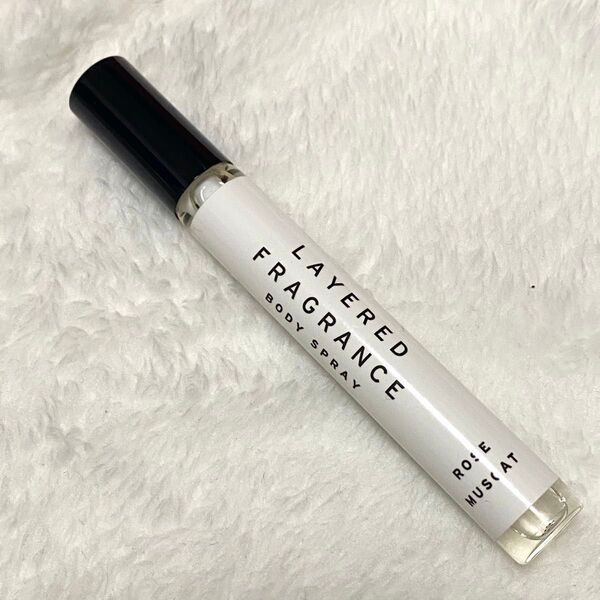 LAYERED
FRAGRANCE
BODY SPRAY
ROSE
MUSCAT